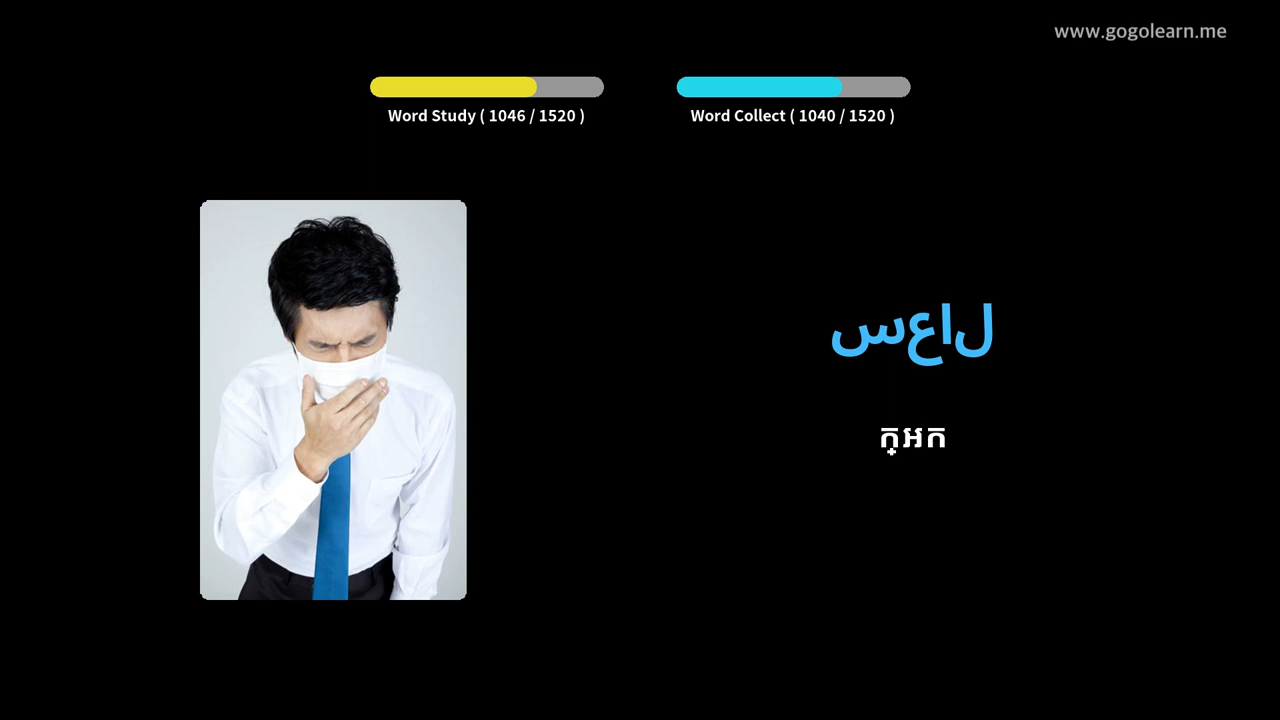 www.gogolearn.me
Word Study ( 1046 / 1520 )
Word Collect ( 1040 / 1520 )
سعال
ក្អក